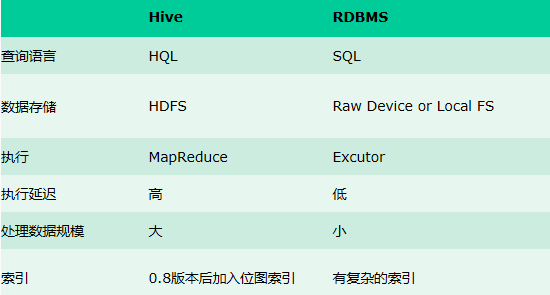 Hive RDBMS
查询语言 HQL SQL
数据存储 HDFS Raw Device or Local FS
执行 MapReduce Excutor
执行延迟 高 低
处理数据规模 大 小
索引 0.8版本后加入位图索引 有复杂的索引